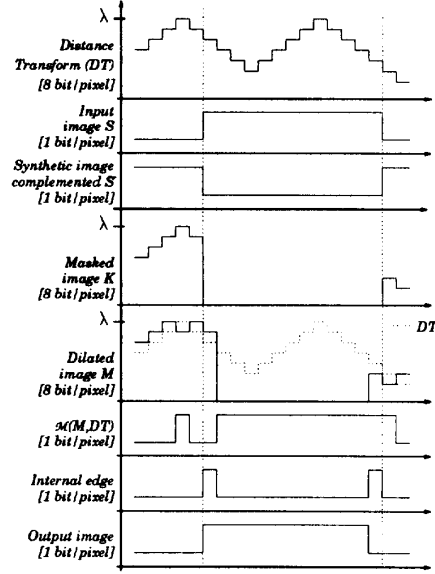 λ
Distance
Transform (DT)
[8 bit/pixel]
Input
image S
[1 bit/pixel]
Synthetic image
complemented S̄
[1 bit/pixel]
λ
Masked
image K
[8 bit/pixel]
λ
DT
Dilated
image M
[8 bit/pixel]
ℳ(M,DT)
[1 bit/pixel]
Internal edge
[1 bit/pixel]
Output image
[1 bit/pixel]